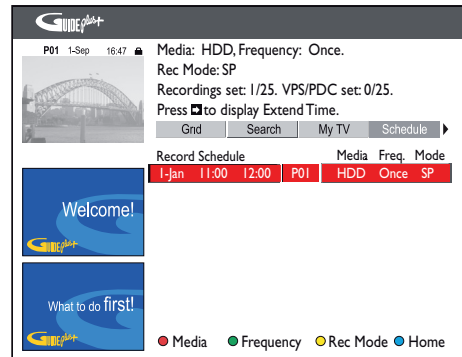 GUIDE Plus+
P01 1-Sep 16:47
Media: HDD, Frequency: Once.
Rec Mode: SP
Recordings set: 1/25. VPS/PDC set: 0/25.
Press to display Extend Time.
Grid Search My TV Schedule
Record Schedule Media Freq. Mode
1-Jan 11:00 12:00 P01 HDD Once SP
Welcome!
GUIDE Plus+
What to do first!
GUIDE Plus+
Media Frequency Rec Mode Home